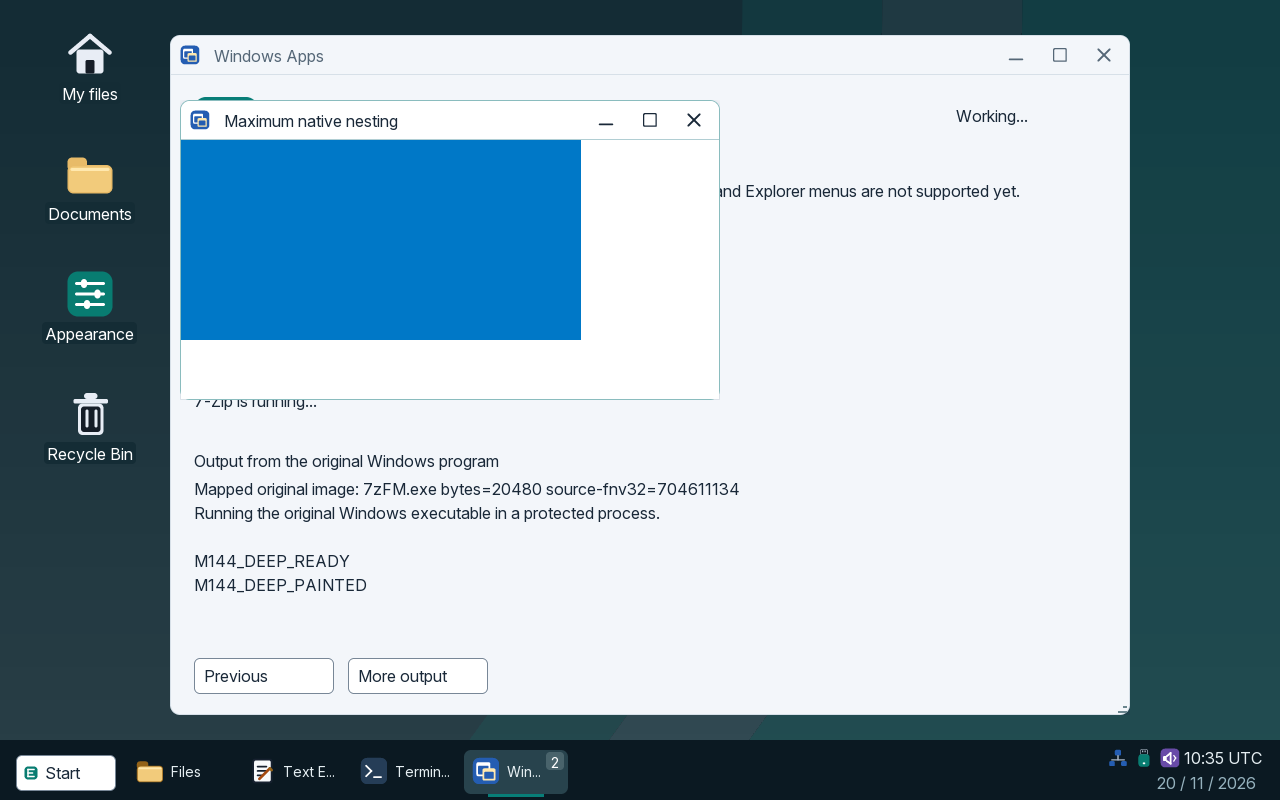 My files
Documents
Appearance
Recycle Bin
Windows Apps
Working...
Maximum native nesting
and Explorer menus are not supported yet.
7-Zip is running...
Output from the original Windows program
Mapped original image: 7zFM.exe bytes=20480 source-fnv32=704611134
Running the original Windows executable in a protected process.
M144_DEEP_READY
M144_DEEP_PAINTED
Previous
More output
Start
Files
Text E...
Termin...
Win...
2
10:35 UTC
20 / 11 / 2026